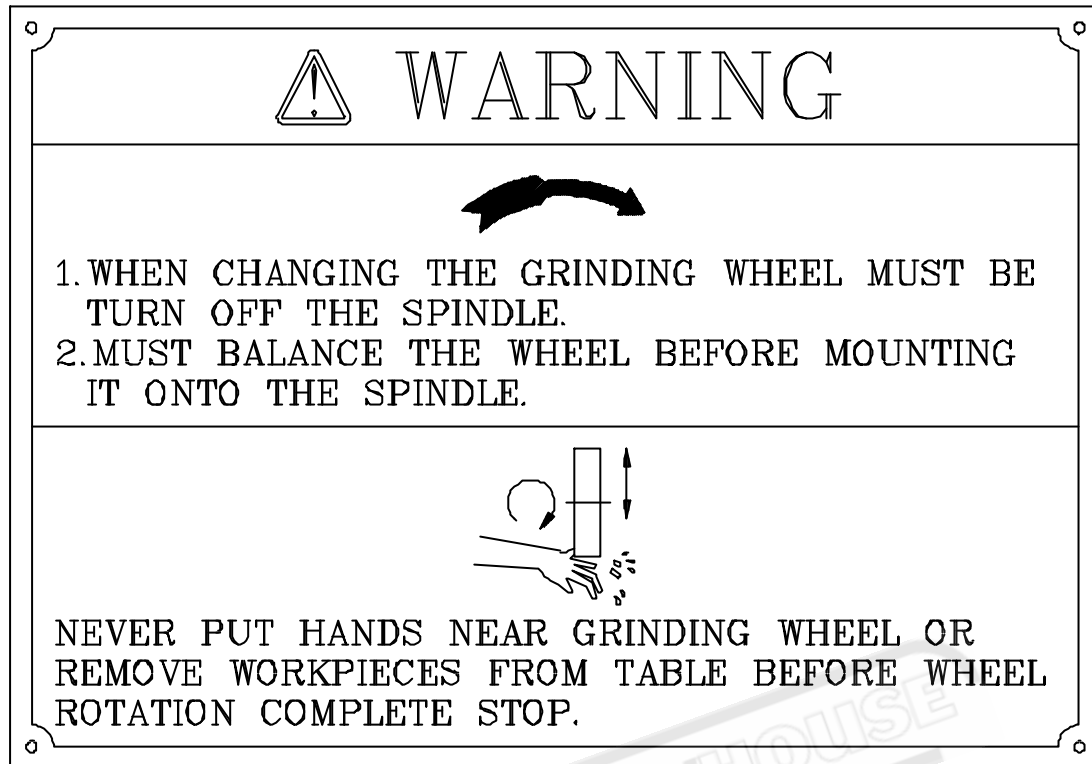 WARNING
1. WHEN CHANGING THE GRINDING WHEEL MUST BE
TURN OFF THE SPINDLE.
2. MUST BALANCE THE WHEEL BEFORE MOUNTING
IT ONTO THE SPINDLE.
NEVER PUT HANDS NEAR GRINDING WHEEL OR
REMOVE WORKPIECES FROM TABLE BEFORE WHEEL
ROTATION COMPLETE STOP.